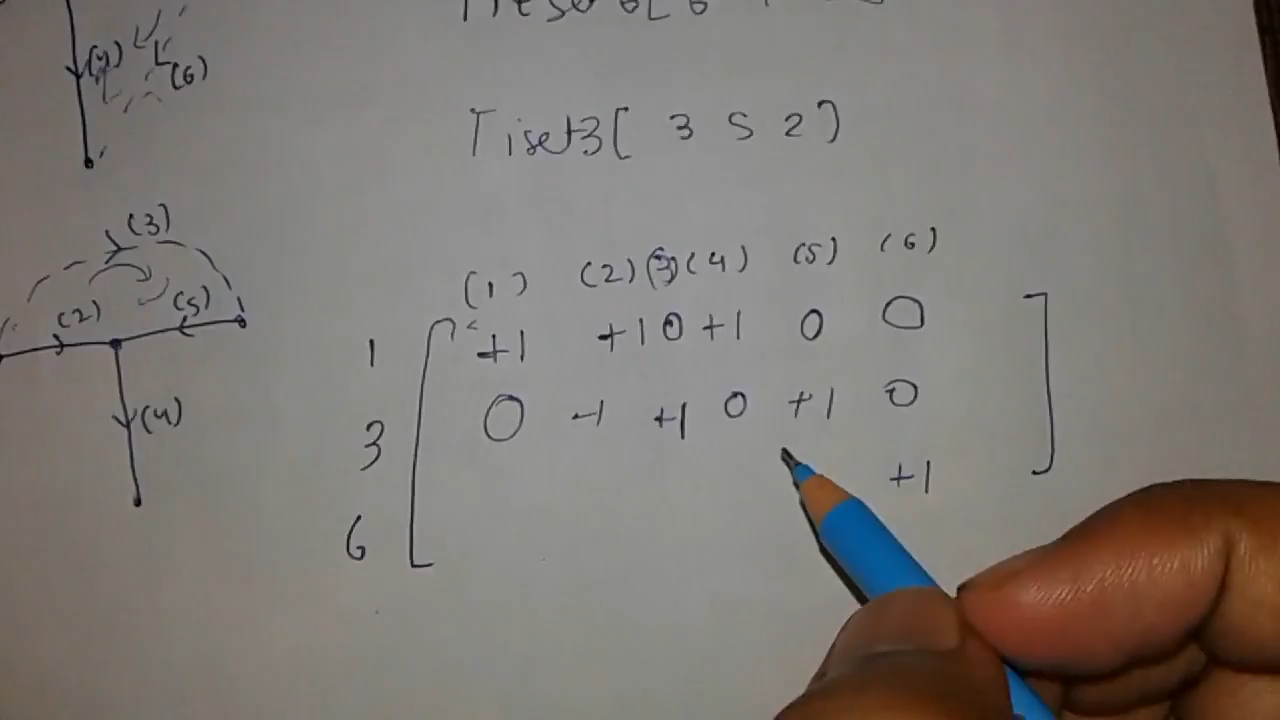 (4)
(6)
Tiset3[ 3 5 2]
(3)
(2) (5)
(4)
(1) (2) (3) (4) (5) (6)
1 +1 +1 0 +1 0 0
3 0 -1 +1 0 +1 0
6 +1